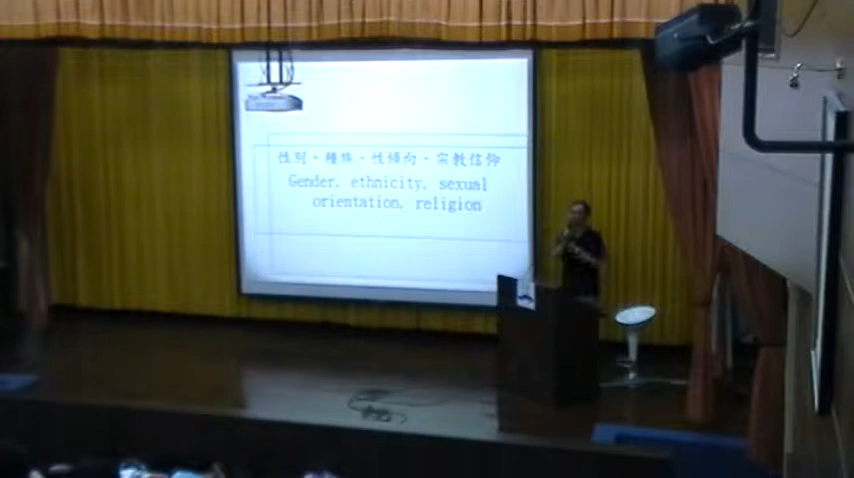 性別、種族、性傾向、宗教信仰
Gender, ethnicity, sexual
orientation, religion